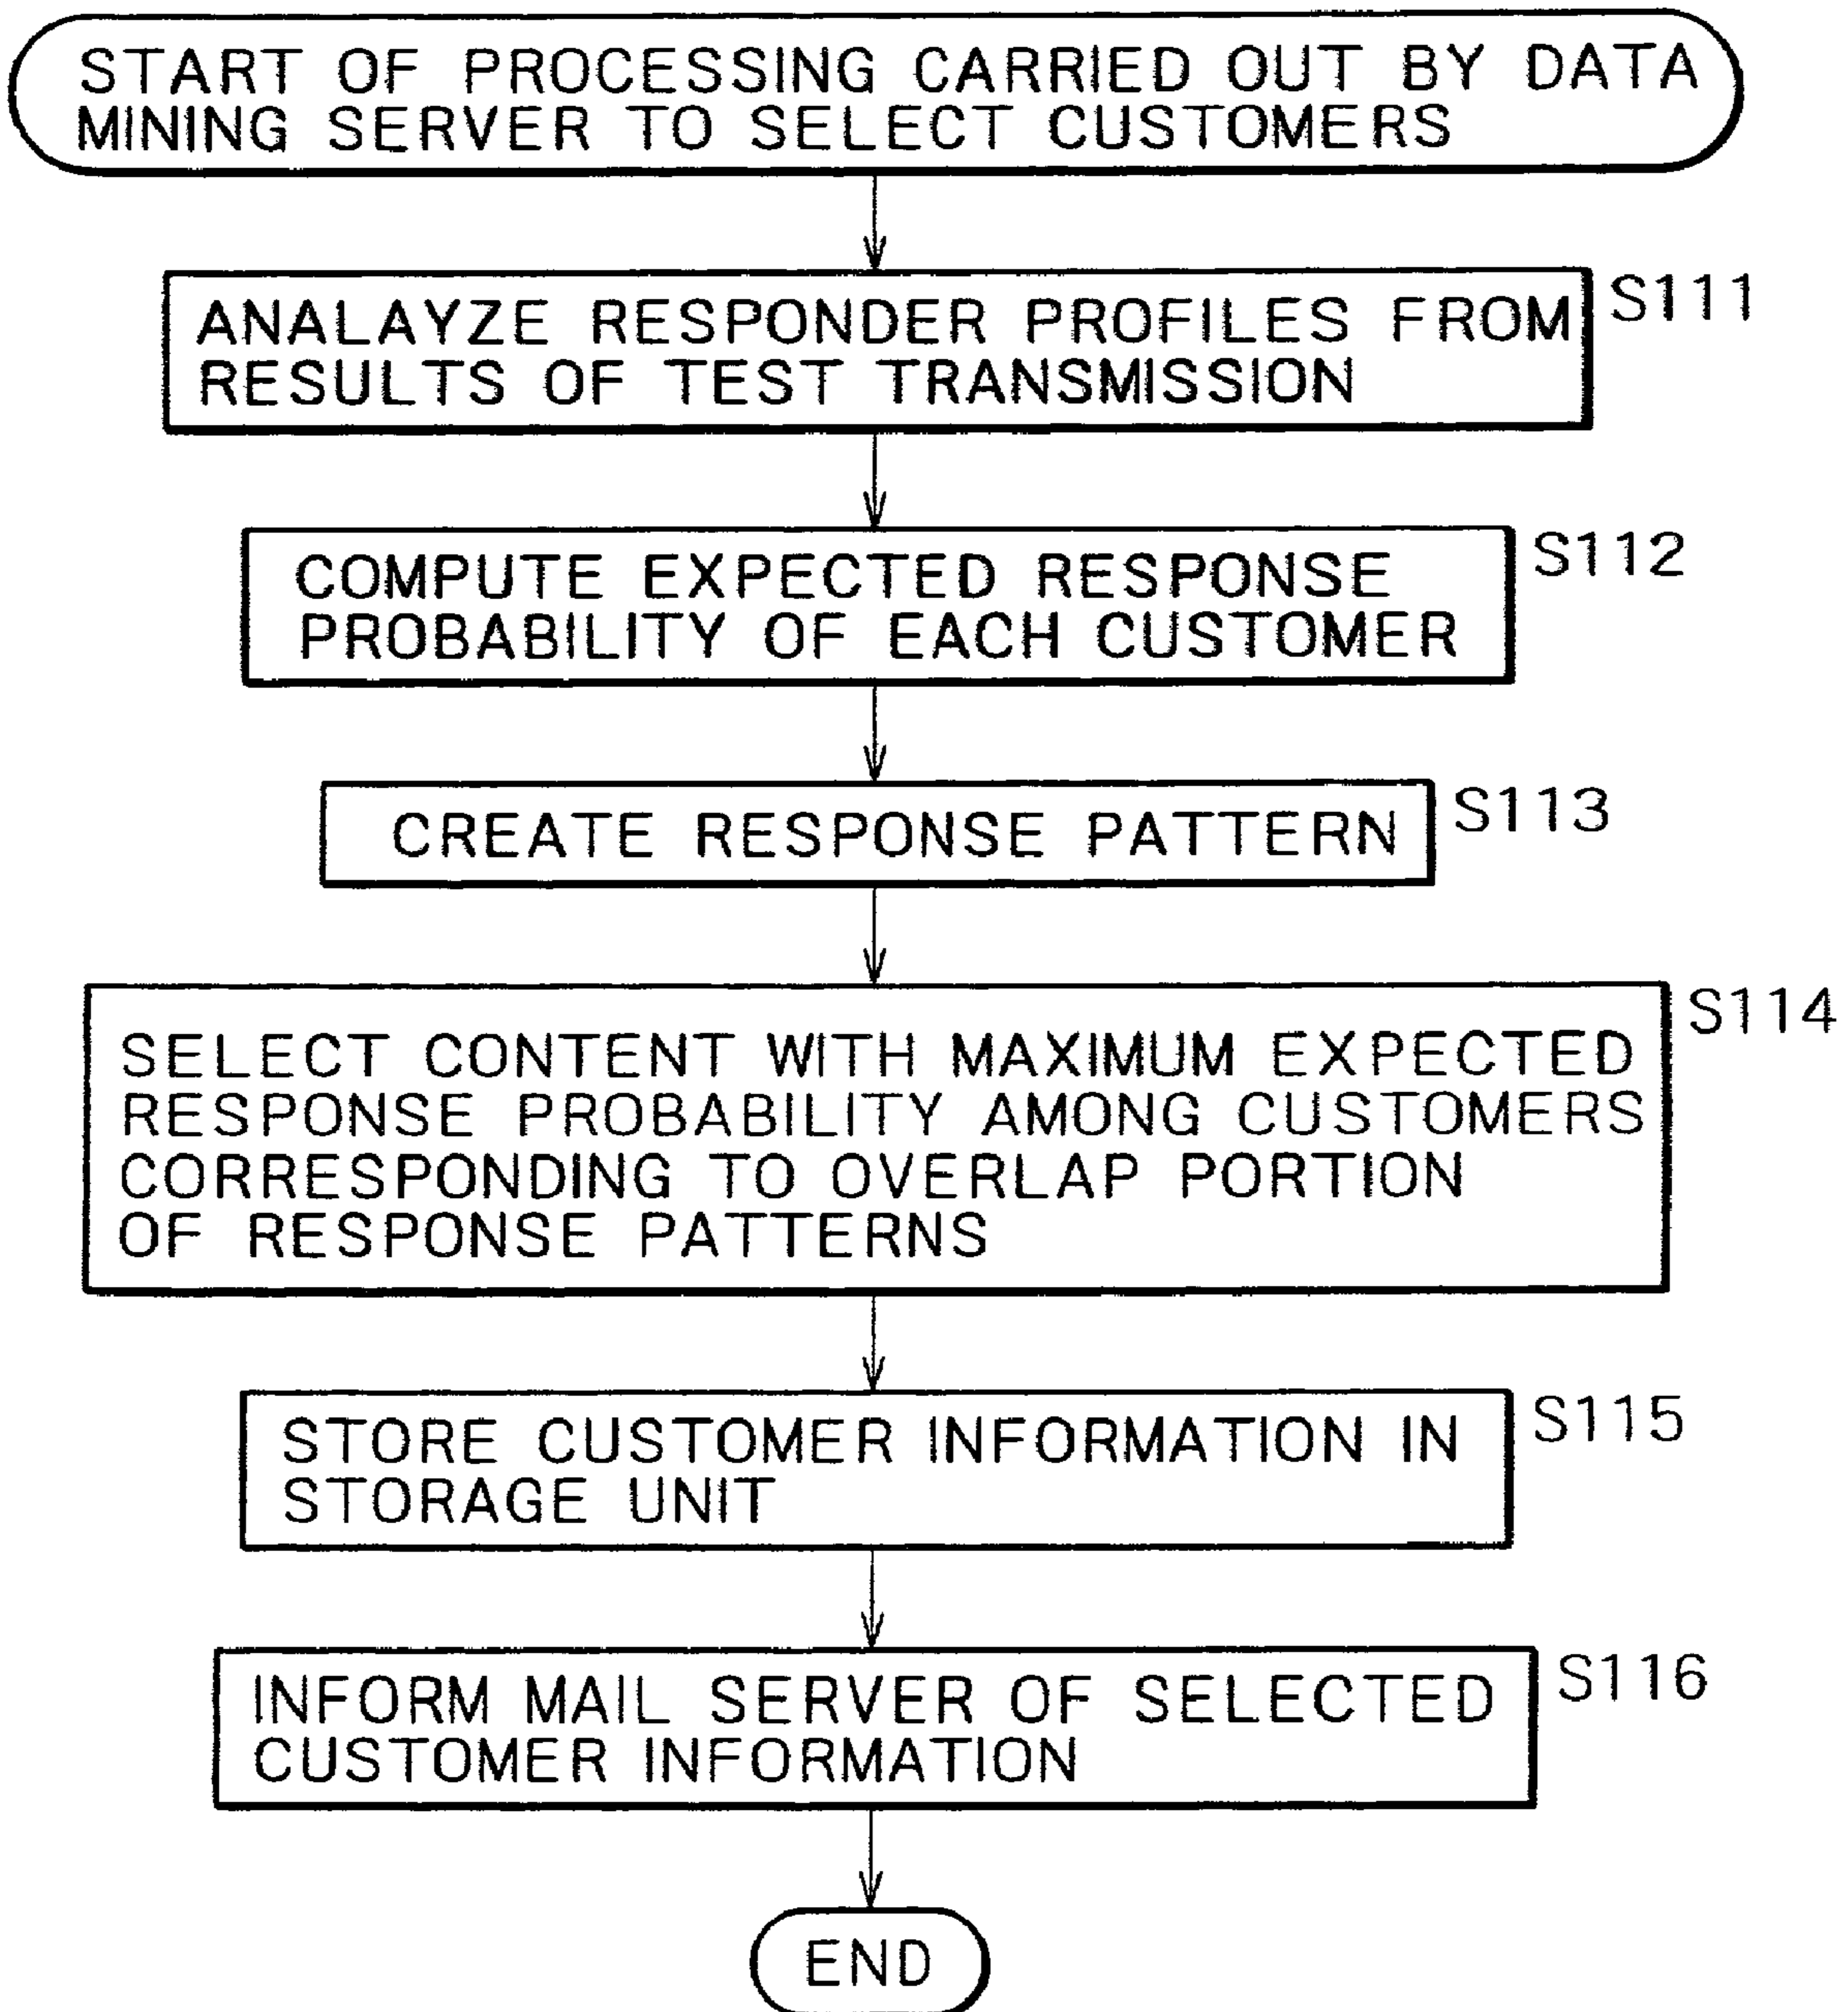 START OF PROCESSING CARRIED OUT BY DATA
MINING SERVER TO SELECT CUSTOMERS
ANALAYZE RESPONDER PROFILES FROM
RESULTS OF TEST TRANSMISSION
S111
COMPUTE EXPECTED RESPONSE
PROBABILITY OF EACH CUSTOMER
S112
CREATE RESPONSE PATTERN
S113
SELECT CONTENT WITH MAXIMUM EXPECTED
RESPONSE PROBABILITY AMONG CUSTOMERS
CORRESPONDING TO OVERLAP PORTION
OF RESPONSE PATTERNS
S114
STORE CUSTOMER INFORMATION IN
STORAGE UNIT
S115
INFORM MAIL SERVER OF SELECTED
CUSTOMER INFORMATION
S116
END